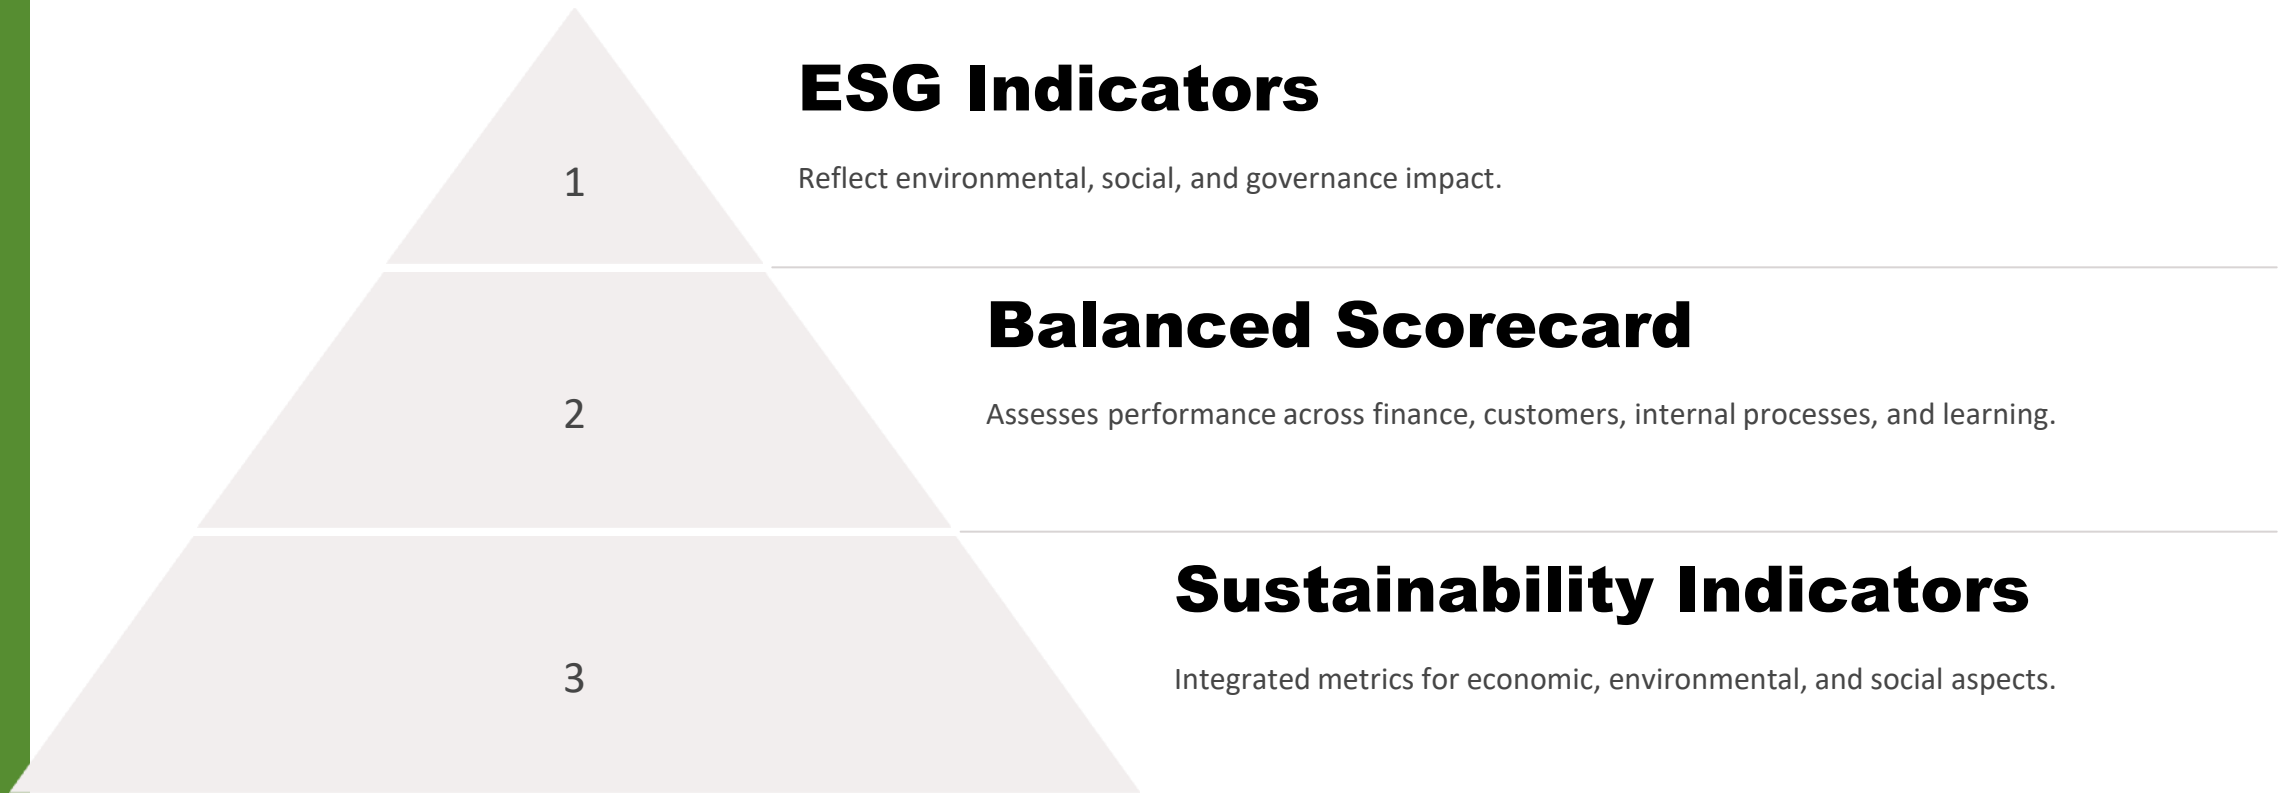 ESG Indicators
1
Reflect environmental, social, and governance impact.
Balanced Scorecard
2
Assesses performance across finance, customers, internal processes, and learning.
Sustainability Indicators
3
Integrated metrics for economic, environmental, and social aspects.